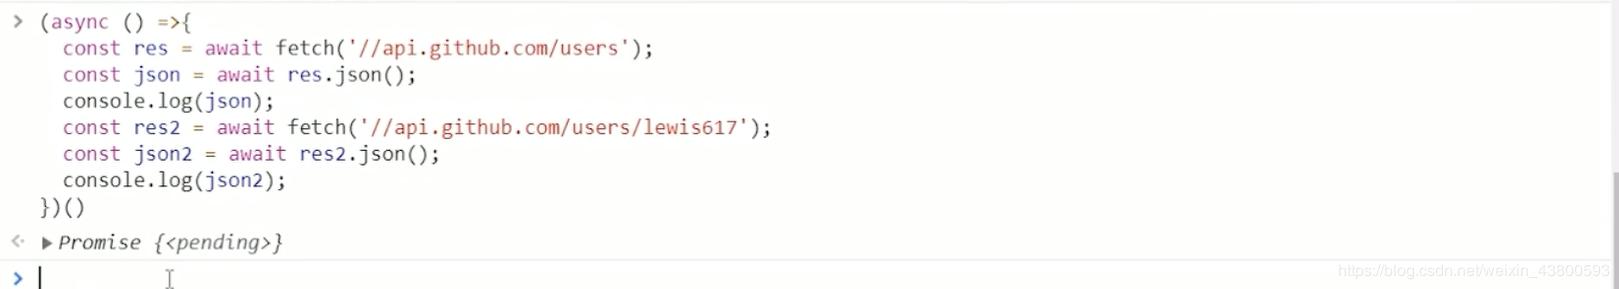 > (async () =>{
const res = await fetch('//api.github.com/users');
const json = await res.json();
console.log(json);
const res2 = await fetch('//api.github.com/users/lewis617');
const json2 = await res2.json();
console.log(json2);
})()
Promise {<pending>}
>
https://blog.csdn.net/weixin_43800593